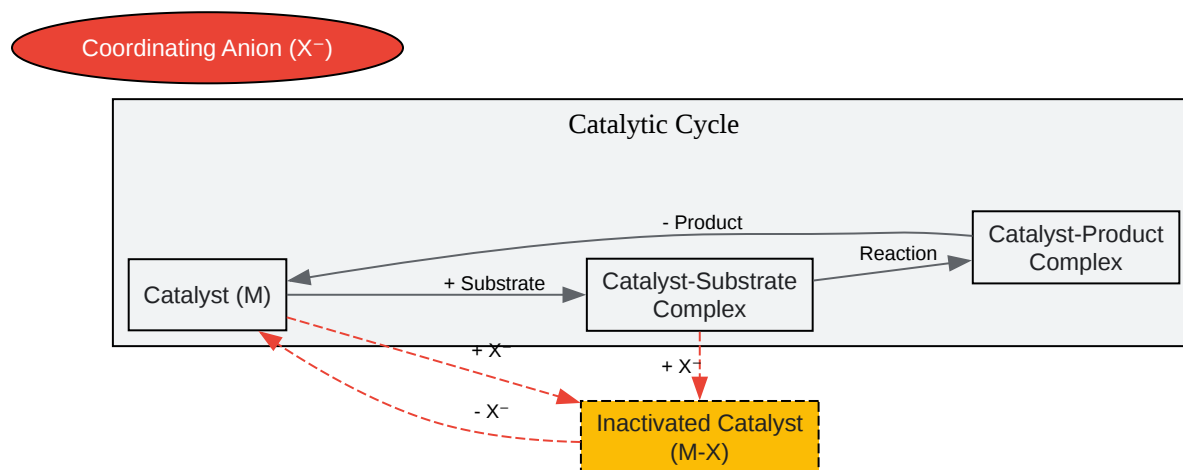 Coordinating Anion (X⁻)
Catalytic Cycle
- Product
Catalyst-Product
Complex
Reaction
Catalyst (M)
+ Substrate
Catalyst-Substrate
Complex
+ X⁻
+ X⁻
- X⁻
Inactivated Catalyst
(M-X)